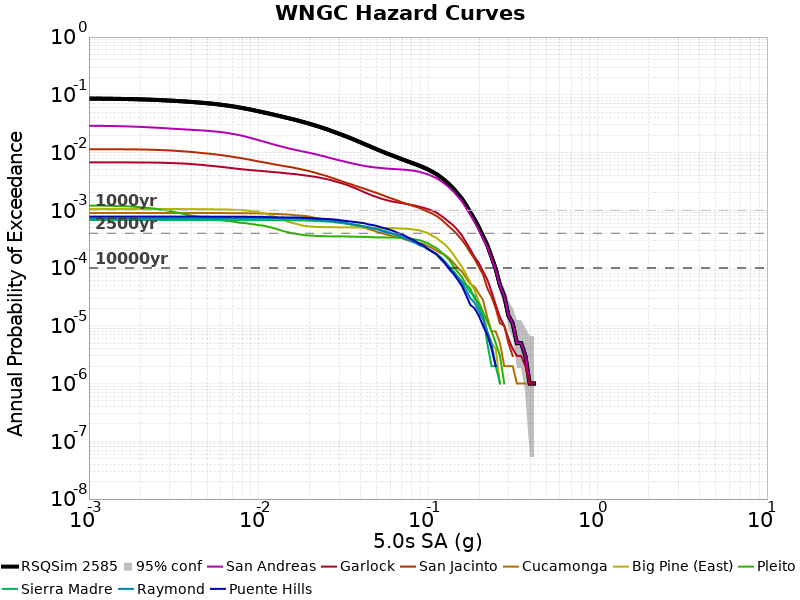 WNGC Hazard Curves
10^0
10^-1
10^-2
10^-3
10^-4
10^-5
10^-6
10^-7
10^-8
Annual Probability of Exceedance
1000yr
2500yr
10000yr
10^-3 10^-2 10^-1 10^0 10^1
5.0s SA (g)
RSQSim 2585 95% conf San Andreas Garlock San Jacinto Cucamonga Big Pine (East) Pleito
Sierra Madre Raymond Puente Hills